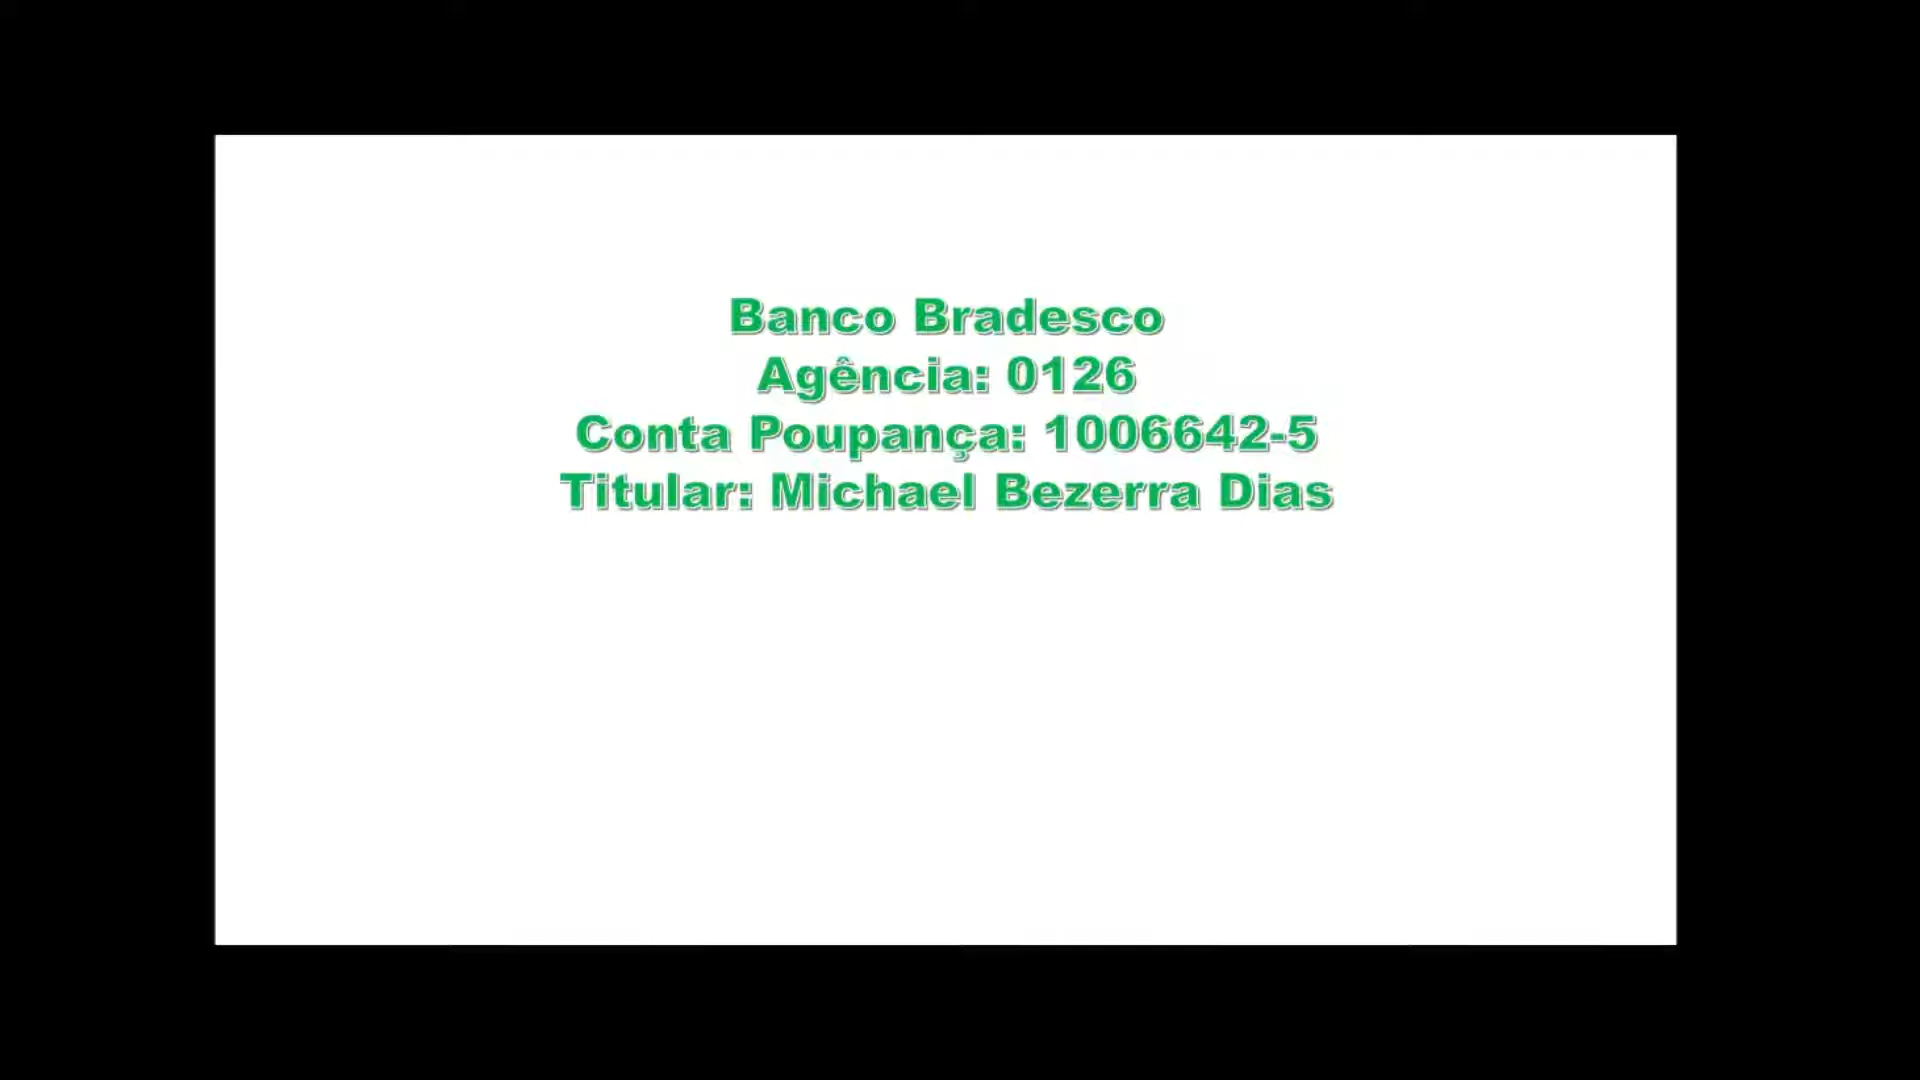 Banco Bradesco
Agência: 0126
Conta Poupança: 1006642-5
Titular: Michael Bezerra Dias